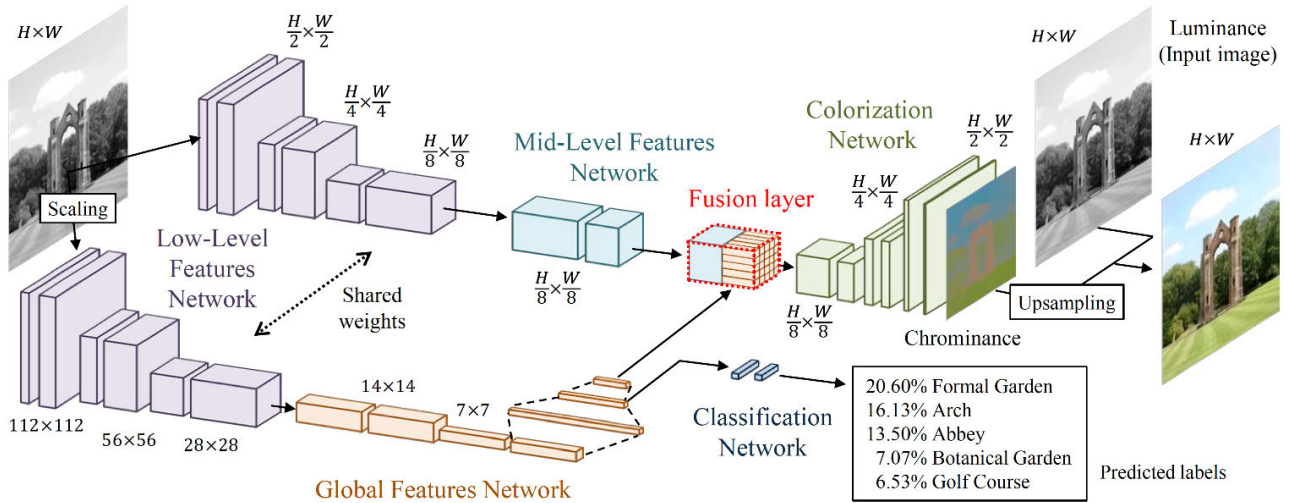 H×W
Scaling
H/2 × W/2
H/4 × W/4
H/8 × W/8
Low-Level
Features
Network
Shared
weights
112×112
56×56
28×28
14×14
7×7
Global Features Network
Mid-Level Features
Network
H/8 × W/8
Fusion layer
Colorization
Network
H/8 × W/8
H/4 × W/4
H/2 × W/2
Chrominance
Classification
Network
H×W
Luminance
(Input image)
H×W
Upsampling
20.60% Formal Garden
16.13% Arch
13.50% Abbey
7.07% Botanical Garden
6.53% Golf Course
Predicted labels